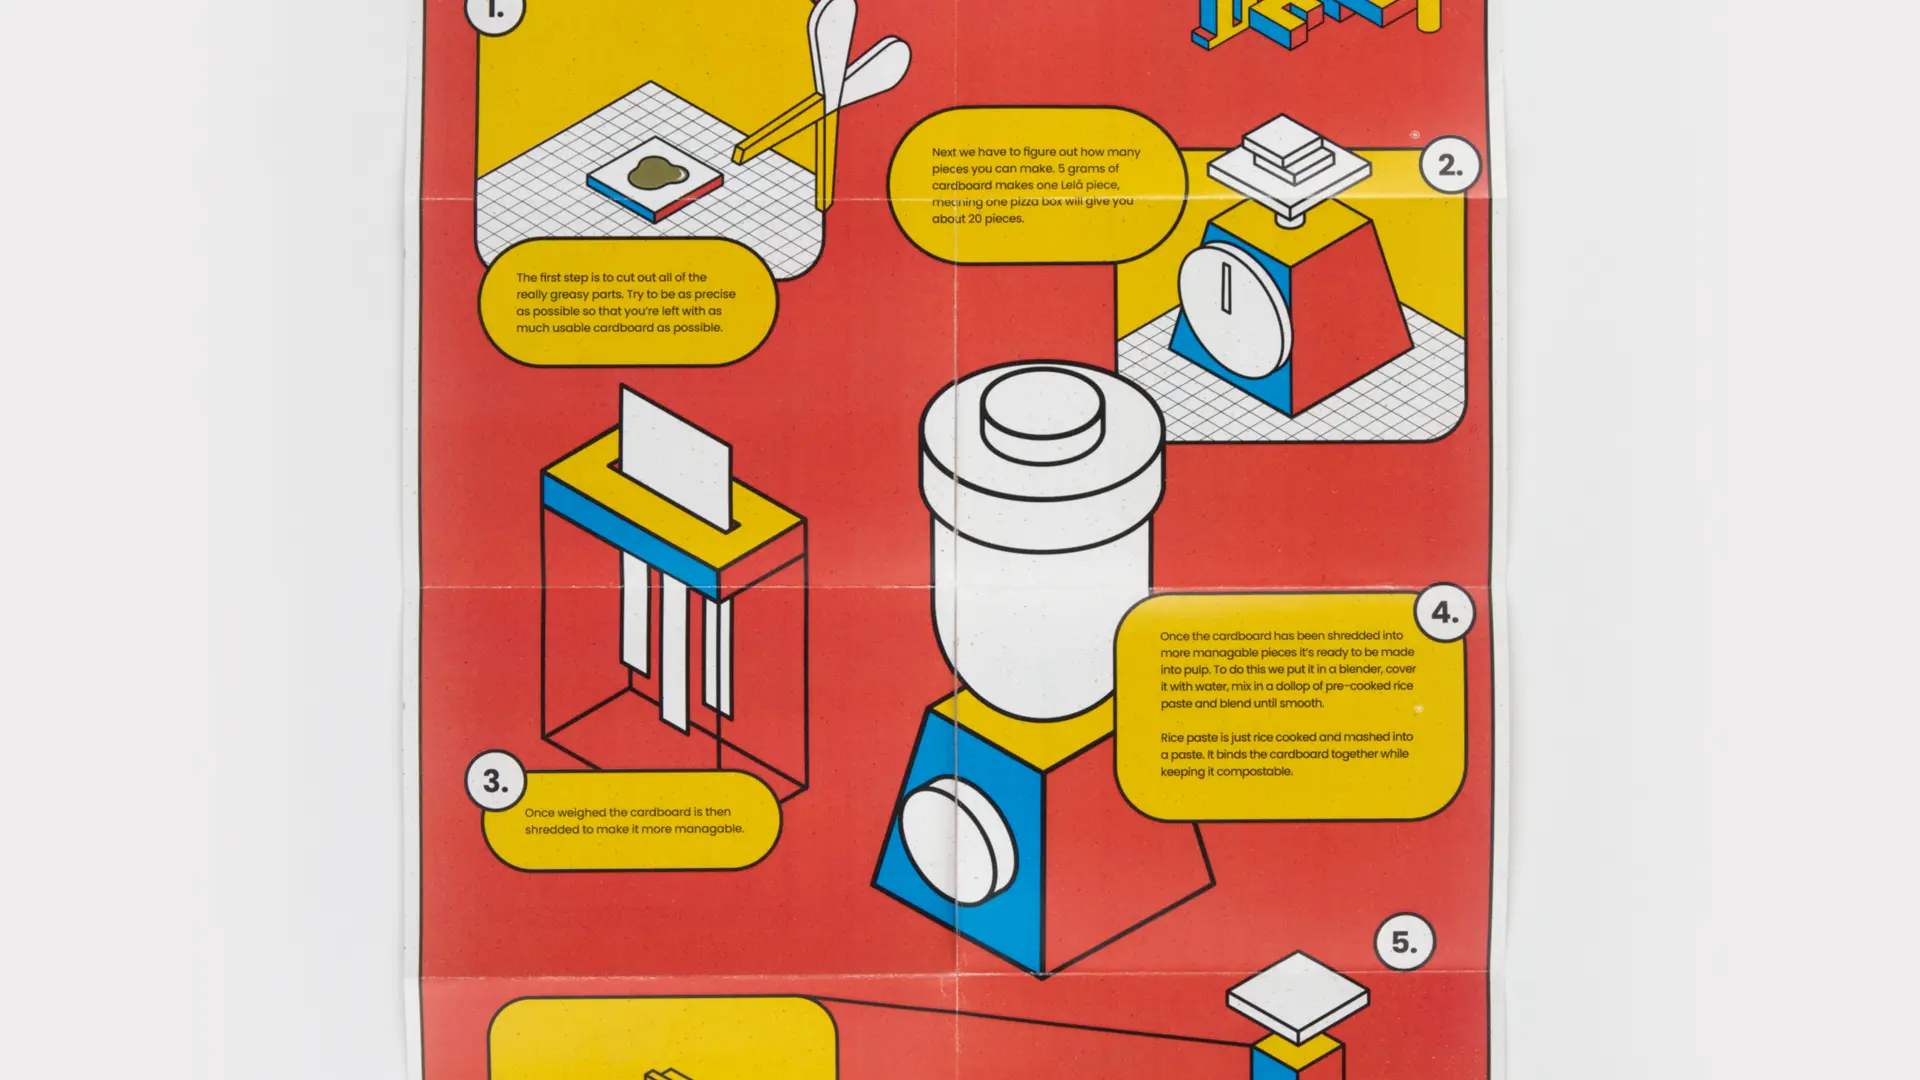 1.
The first step is to cut out all of the
really greasy parts. Try to be as precise
as possible so that you're left with as
much usable cardboard as possible.
2.
Next we have to figure out how many
pieces you can make. 5 grams of
cardboard makes one Lelá piece,
meaning one pizza box will give you
about 20 pieces.
3.
Once weighed the cardboard is then
shredded to make it more managable.
4.
Once the cardboard has been shredded into
more managable pieces it's ready to be made
into pulp. To do this we put it in a blender, cover
it with water, mix in a dollop of pre-cooked rice
paste and blend until smooth.
Rice paste is just rice cooked and mashed into
a paste. It binds the cardboard together while
keeping it compostable.
5.